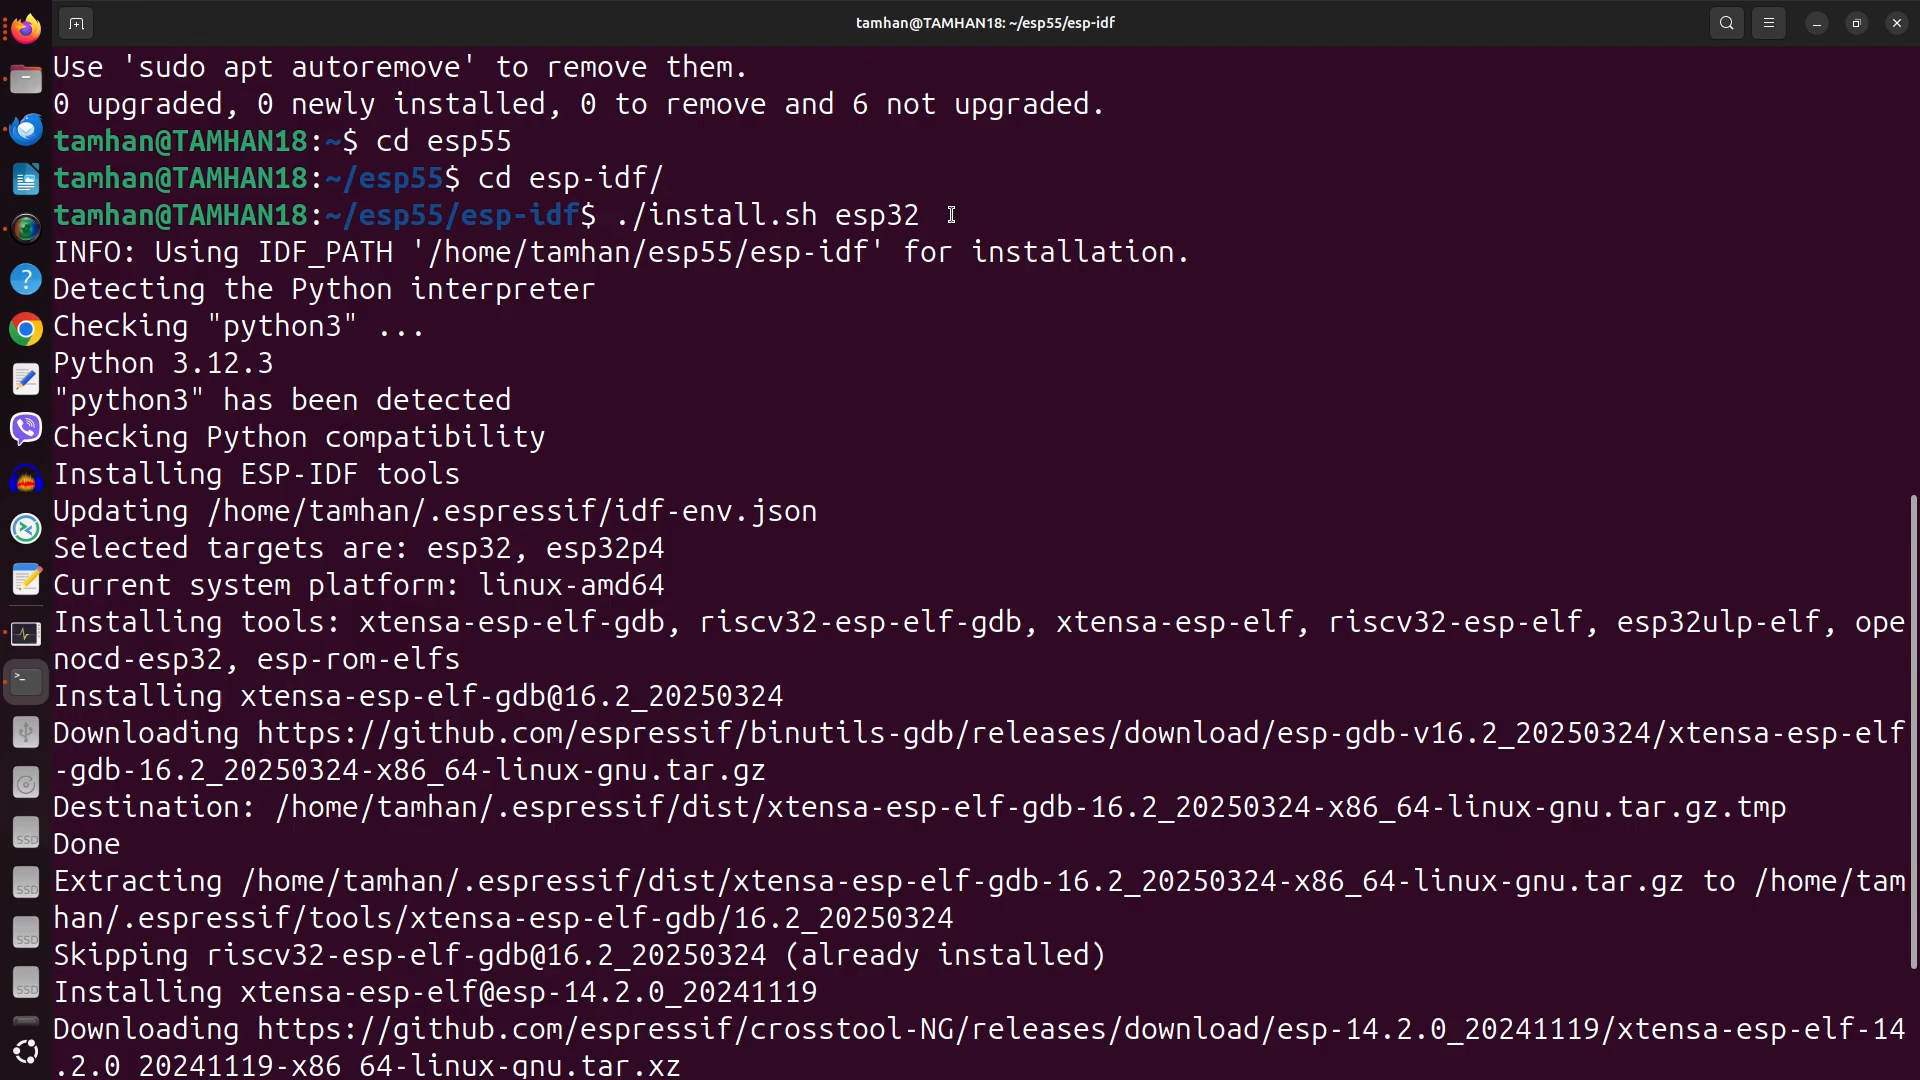 tamhan@TAMHAN18: ~/esp55/esp-idf
Use 'sudo apt autoremove' to remove them.
0 upgraded, 0 newly installed, 0 to remove and 6 not upgraded.
tamhan@TAMHAN18:~$ cd esp55
tamhan@TAMHAN18:~/esp55$ cd esp-idf/
tamhan@TAMHAN18:~/esp55/esp-idf$ ./install.sh esp32
INFO: Using IDF_PATH '/home/tamhan/esp55/esp-idf' for installation.
Detecting the Python interpreter
Checking "python3" ...
Python 3.12.3
"python3" has been detected
Checking Python compatibility
Installing ESP-IDF tools
Updating /home/tamhan/.espressif/idf-env.json
Selected targets are: esp32, esp32p4
Current system platform: linux-amd64
Installing tools: xtensa-esp-elf-gdb, riscv32-esp-elf-gdb, xtensa-esp-elf, riscv32-esp-elf, esp32ulp-elf, ope
nocd-esp32, esp-rom-elfs
Installing xtensa-esp-elf-gdb@16.2_20250324
Downloading https://github.com/espressif/binutils-gdb/releases/download/esp-gdb-v16.2_20250324/xtensa-esp-elf
-gdb-16.2_20250324-x86_64-linux-gnu.tar.gz
Destination: /home/tamhan/.espressif/dist/xtensa-esp-elf-gdb-16.2_20250324-x86_64-linux-gnu.tar.gz.tmp
Done
Extracting /home/tamhan/.espressif/dist/xtensa-esp-elf-gdb-16.2_20250324-x86_64-linux-gnu.tar.gz to /home/tam
han/.espressif/tools/xtensa-esp-elf-gdb/16.2_20250324
Skipping riscv32-esp-elf-gdb@16.2_20250324 (already installed)
Installing xtensa-esp-elf@esp-14.2.0_20241119
Downloading https://github.com/espressif/crosstool-NG/releases/download/esp-14.2.0_20241119/xtensa-esp-elf-14
.2.0_20241119-x86_64-linux-gnu.tar.xz
SSD
SSD
SSD
SSD